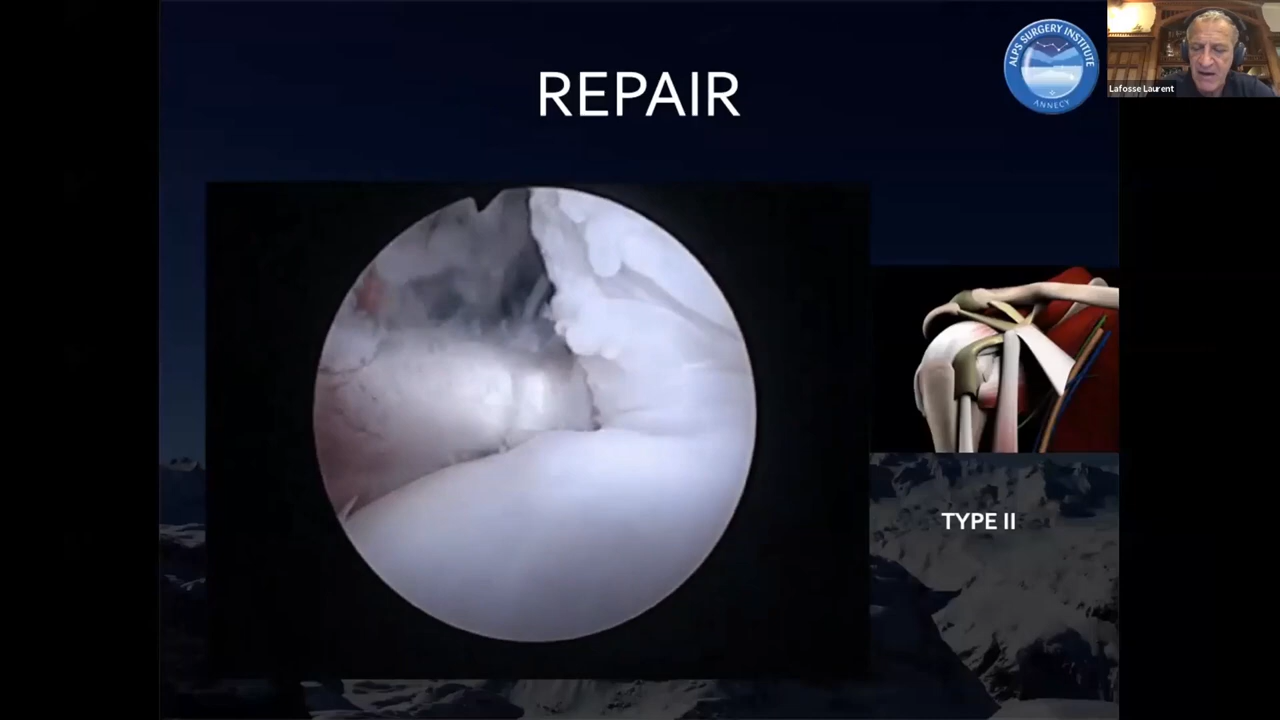 REPAIR
ALPS SURGERY INSTITUTE
ANNECY
Lafosse Laurent
TYPE II